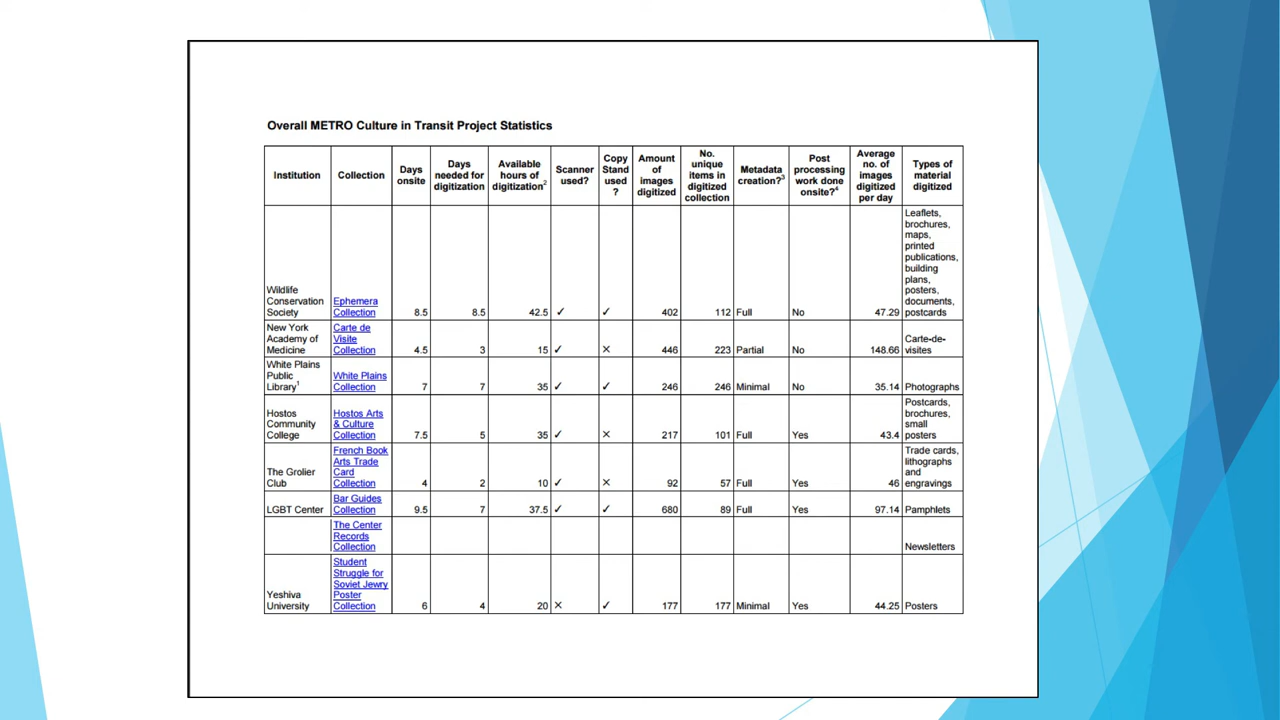 Overall METRO Culture in Transit Project Statistics
Institution Collection Days onsite Days needed for digitization Available hours of digitization2 Scanner used? Copy Stand used ? Amount of images digitized No. unique items in digitized collection Metadata creation?3 Post processing work done onsite?4 Average no. of images digitized per day Types of material digitized
Wildlife Conservation Society Ephemera Collection 8.5 8.5 42.5 ✓ ✓ 402 112 Full No 47.29 Leaflets, brochures, maps, printed publications, building plans, posters, documents, postcards
New York Academy of Medicine Carte de Visite Collection 4.5 3 15 ✓ ✕ 446 223 Partial No 148.66 Carte-de-visites
White Plains Public Library1 White Plains Collection 7 7 35 ✓ ✓ 246 246 Minimal No 35.14 Photographs
Hostos Community College Hostos Arts & Culture Collection 7.5 5 35 ✓ ✕ 217 101 Full Yes 43.4 Postcards, brochures, small posters
The Grolier Club French Book Arts Trade Card Collection 4 2 10 ✓ ✕ 92 57 Full Yes 46 Trade cards, lithographs and engravings
LGBT Center Bar Guides Collection 9.5 7 37.5 ✓ ✓ 680 89 Full Yes 97.14 Pamphlets
The Center Records Collection Newsletters
Yeshiva University Student Struggle for Soviet Jewry Poster Collection 6 4 20 ✕ ✓ 177 177 Minimal Yes 44.25 Posters